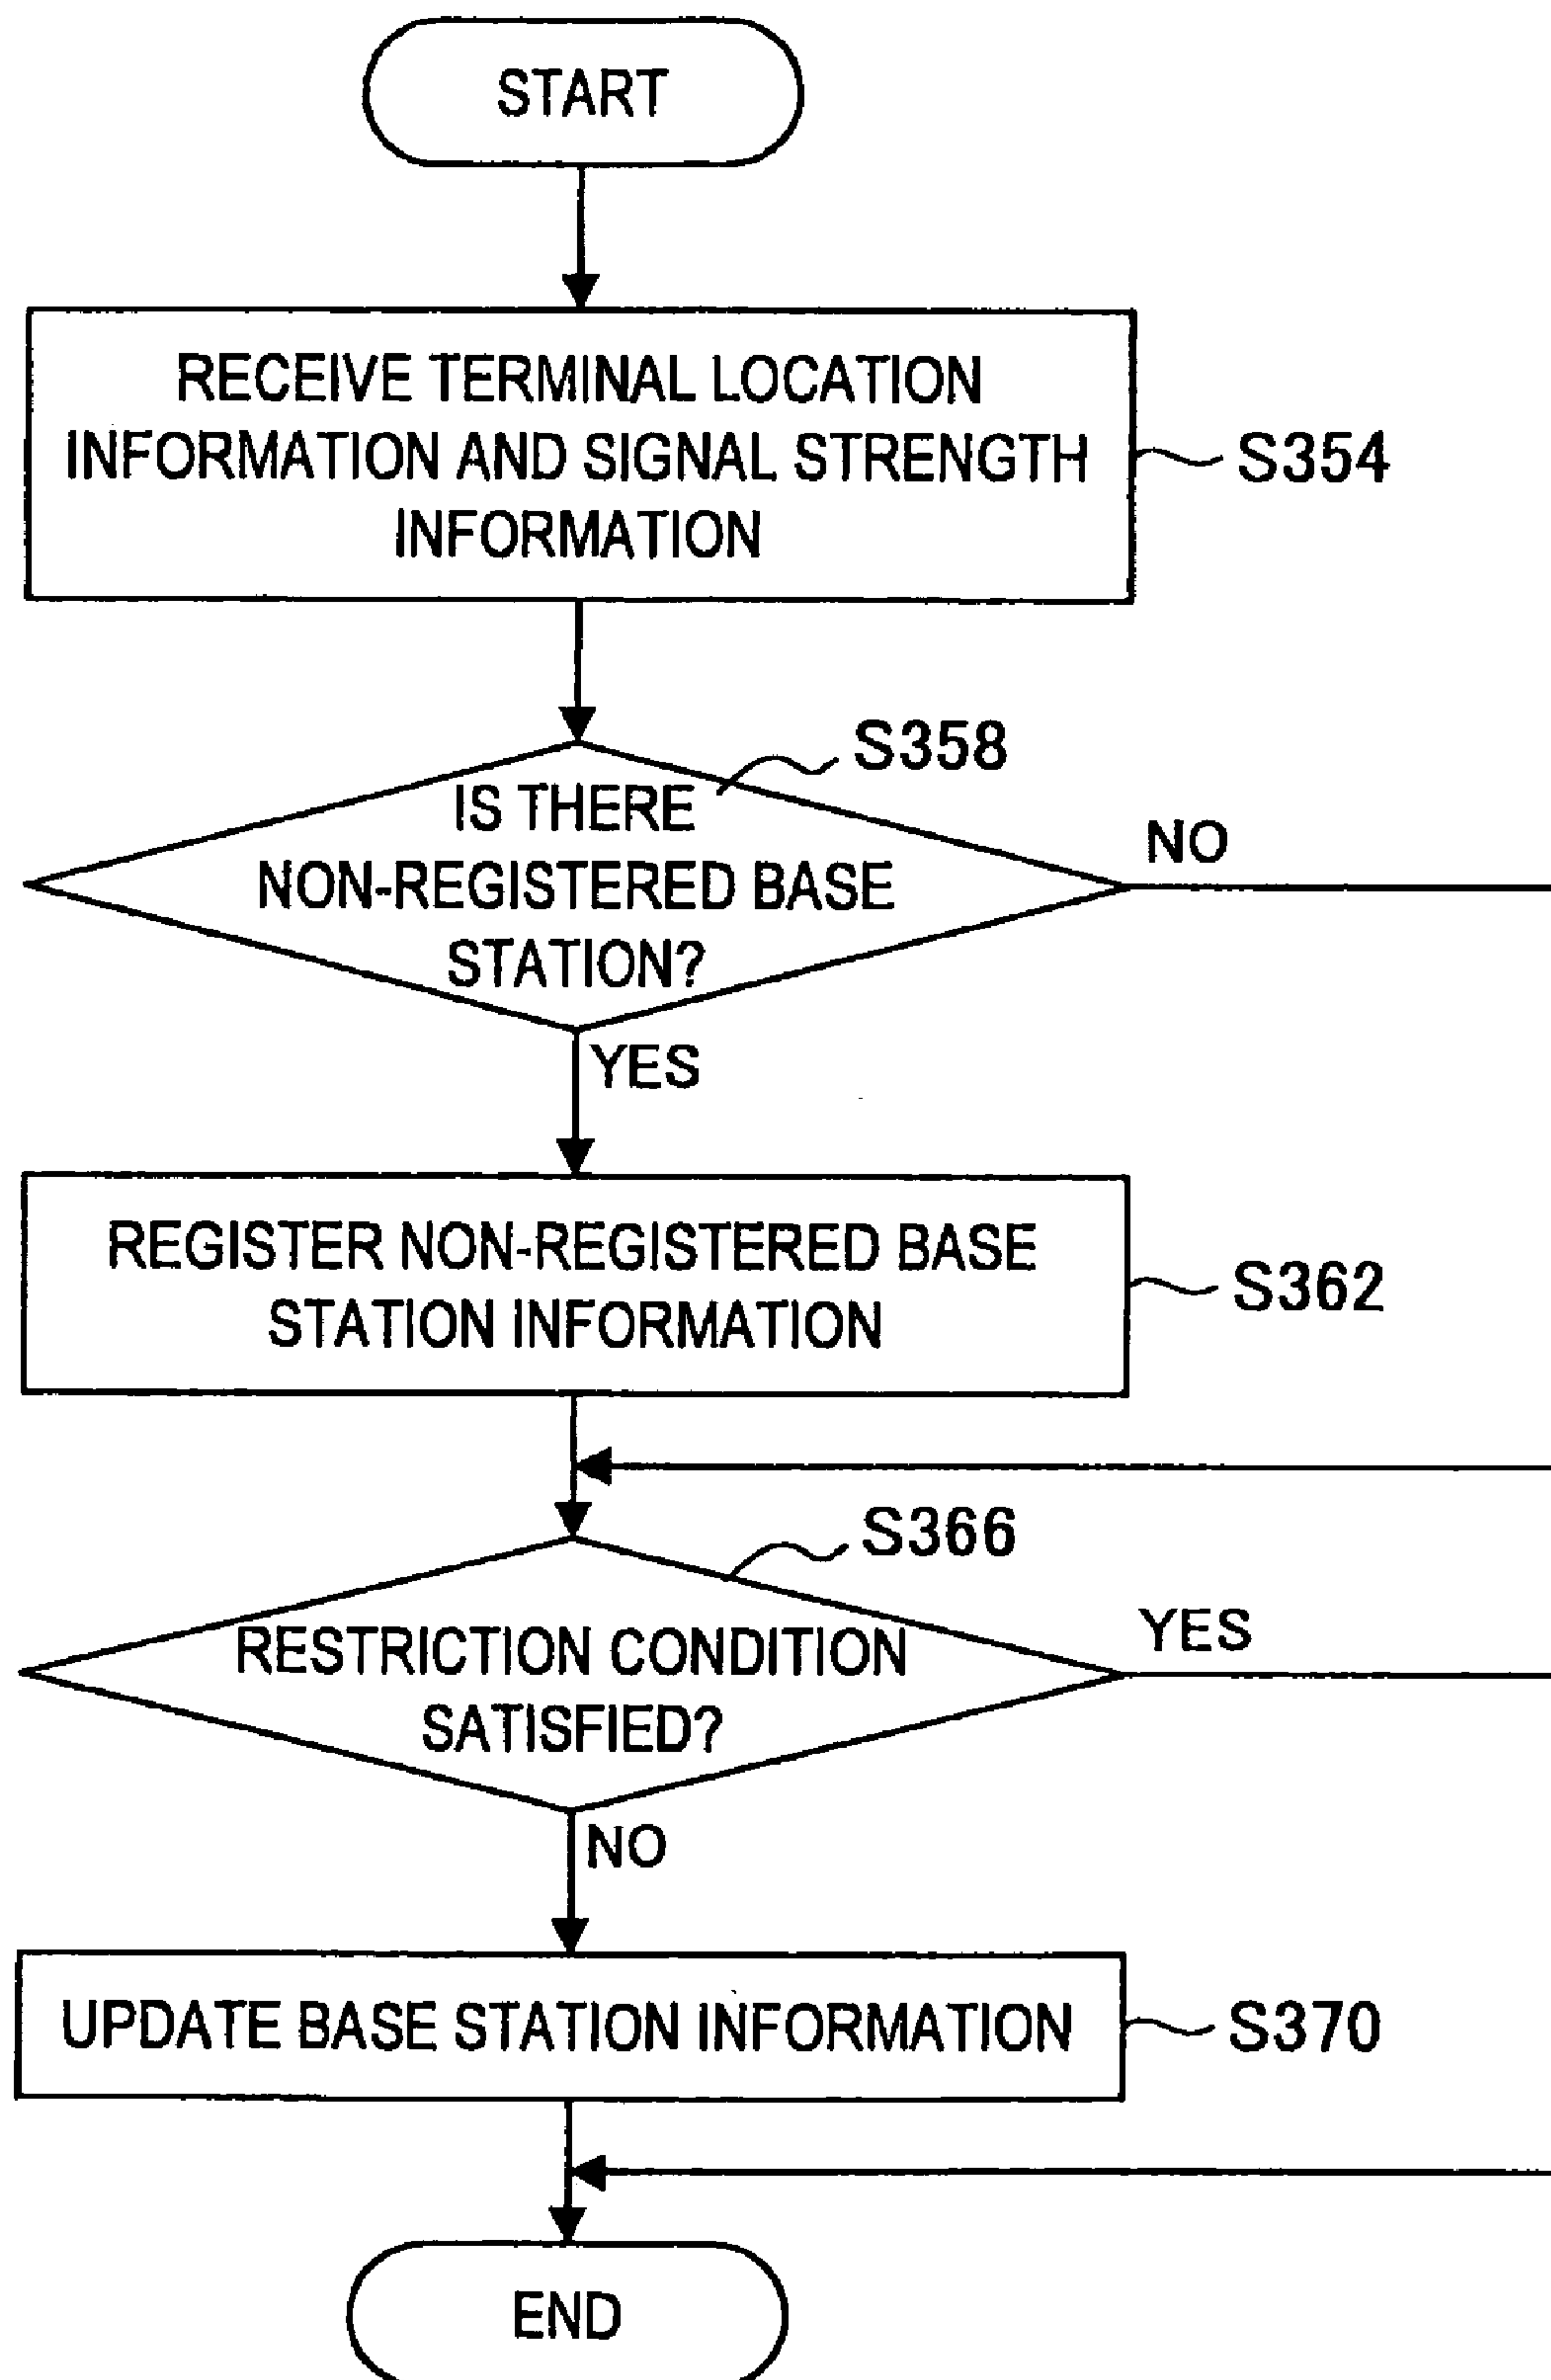 START
RECEIVE TERMINAL LOCATION
INFORMATION AND SIGNAL STRENGTH
INFORMATION
S354
S358
IS THERE
NON-REGISTERED BASE
STATION?
NO
YES
REGISTER NON-REGISTERED BASE
STATION INFORMATION
S362
S366
RESTRICTION CONDITION
SATISFIED?
YES
NO
UPDATE BASE STATION INFORMATION
S370
END